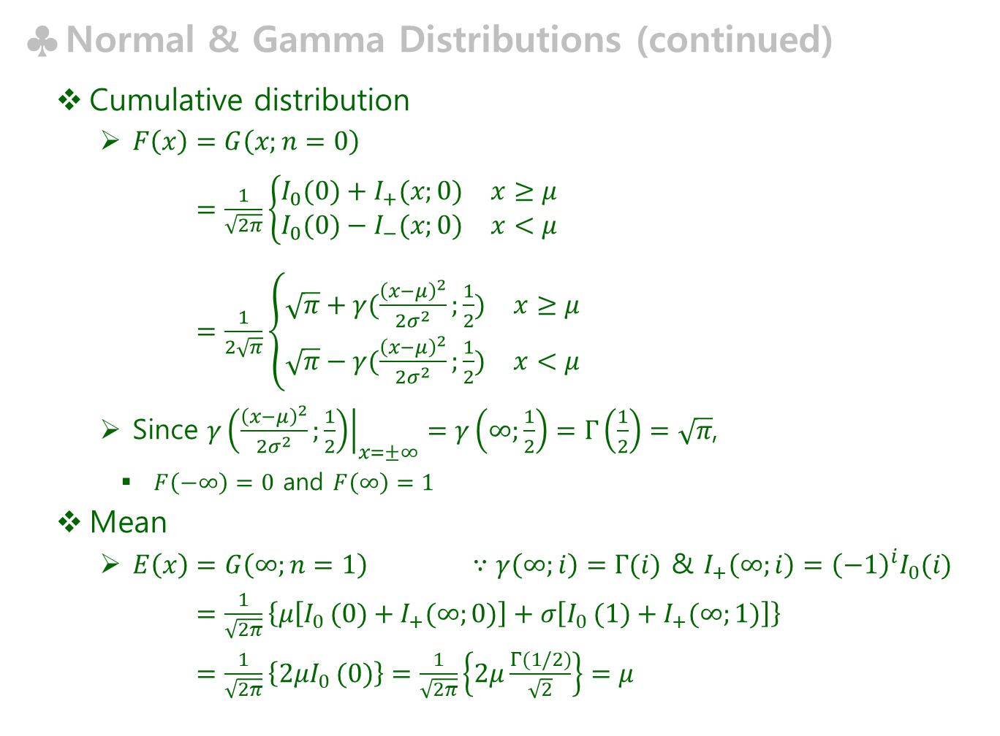 ♣ Normal & Gamma Distributions (continued)
❖ Cumulative distribution
➢ $F(x) = G(x; n = 0)$
$= \frac{1}{\sqrt{2\pi}} \begin{cases} I_0(0) + I_+(x; 0) & x \geq \mu \\ I_0(0) - I_-(x; 0) & x < \mu \end{cases}$
$= \frac{1}{2\sqrt{\pi}} \begin{cases} \sqrt{\pi} + \gamma(\frac{(x-\mu)^2}{2\sigma^2}; \frac{1}{2}) & x \geq \mu \\ \sqrt{\pi} - \gamma(\frac{(x-\mu)^2}{2\sigma^2}; \frac{1}{2}) & x < \mu \end{cases}$
➢ Since $\gamma \left( \frac{(x-\mu)^2}{2\sigma^2}; \frac{1}{2} \right) \Big|_{x=\pm\infty} = \gamma \left( \infty; \frac{1}{2} \right) = \Gamma \left( \frac{1}{2} \right) = \sqrt{\pi}$,
▪ $F(-\infty) = 0$ and $F(\infty) = 1$
❖ Mean
➢ $E(x) = G(\infty; n = 1)$ $\because \gamma(\infty; i) = \Gamma(i)$ & $I_+(\infty; i) = (-1)^i I_0(i)$
$= \frac{1}{\sqrt{2\pi}} \{ \mu [ I_0 (0) + I_+(\infty; 0) ] + \sigma [ I_0 (1) + I_+(\infty; 1) ] \}$
$= \frac{1}{\sqrt{2\pi}} \{ 2\mu I_0 (0) \} = \frac{1}{\sqrt{2\pi}} \left\{ 2\mu \frac{\Gamma(1/2)}{\sqrt{2}} \right\} = \mu$